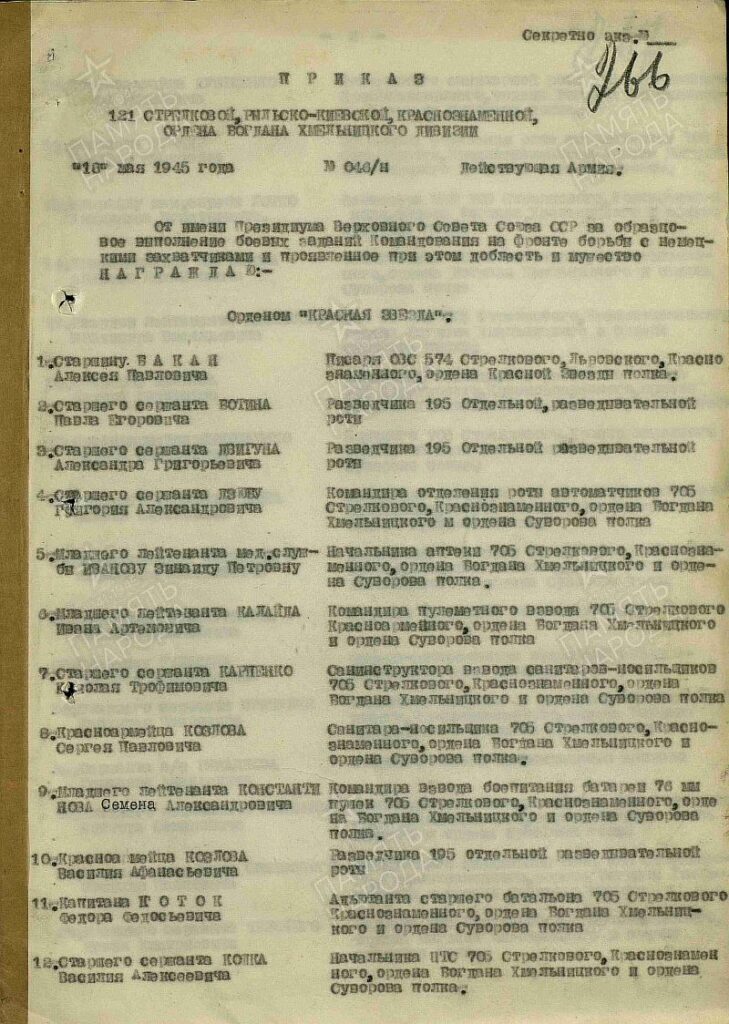 Секретно экз.№
266
П Р И К А З
121 СТРЕЛКОВОЙ, РЫЛЬСКО-КИЕВСКОЙ, КРАСНОЗНАМЕННОЙ,
ОРДЕНА БОГДАНА ХМЕЛЬНИЦКОГО ДИВИЗИИ
"16" мая 1945 года № 046/н Действующая Армия.
От имени Президиума Верховного Совета Союза ССР за образцо-
вое выполнение боевых заданий Командования на фронте борьбы с немец-
кими захватчиками и проявленное при этом доблесть и мужество
Н А Г Р А Ж Д А Ю:-
Орденом "КРАСНАЯ ЗВЕЗДА".
1.Старшину Б А К А Й Писаря ОВС 574 Стрелкового, Львовского, Красно
Алексея Павловича знаменного, ордена Красной Звезды полка.
2.Старшего сержанта ВОТИНА Разведчика 195 Отдельной, разведывательной
Павла Егоровича роты
3.Старшего сержанта ДВИГУНА Разведчика 195 Отдельной разведывательной
Александра Григорьевича роты
4.Старшего сержанта ДЗЮБУ Командира отделения роты автоматчиков 705
Григория Александровича Стрелкового, Краснознаменного, ордена Богдана
Хмельницкого и ордена Суворова полка
5.Младшего лейтенанта мед.служ- Начальника аптеки 705 Стрелкового, Краснозна-
бы ИВАНОВУ Зинаиду Петровну менного, ордена Богдана Хмельницкого и орде-
на Суворова полка.
6.Младшего лейтенанта КАЛАЙДА Командира пулеметного взвода 705 Стрелкового
Ивана Артемовича Красноармейного, ордена Богдана Хмельницкого
и ордена Суворова полка
7.Старшего сержанта КАРПЕНКО Санинструктора взвода санитаров-носильщиков
Николая Трофимовича 705 Стрелкового, Краснознаменного, ордена
Богдана Хмельницкого и ордена Суворова полка
8.Красноармейца КОЗЛОВА Санитара-носильщика 705 Стрелкового, Красно-
Сергея Павловича знаменного, ордена Богдана Хмельницкого и
ордена Суворова полка.
9.Младшего лейтенанта КОНСТАНТИ Командира взвода боепитания батареи 76 мм
НОВА Семена Александровича пушек 705 Стрелкового, Краснознаменного, орде
на Богдана Хмельницкого и ордена Суворова
полка.
10.Красноармейца КОЗЛОВА Разведчика 195 отдельной разведывательной
Василия Афанасьевича роты
11.Капитана К О Т О К Адъютанта старшего батальона 705 Стрелкового
Федора Федосьевича Краснознаменного, ордена Богдана Хмельниц-
кого и ордена Суворова полка
12.Старшего сержанта КОЦКА Начальника ПТС 705 Стрелкового, Краснознамен
Василия Алексеевича ного, ордена Богдана Хмельницкого и ордена
Суворова полка.